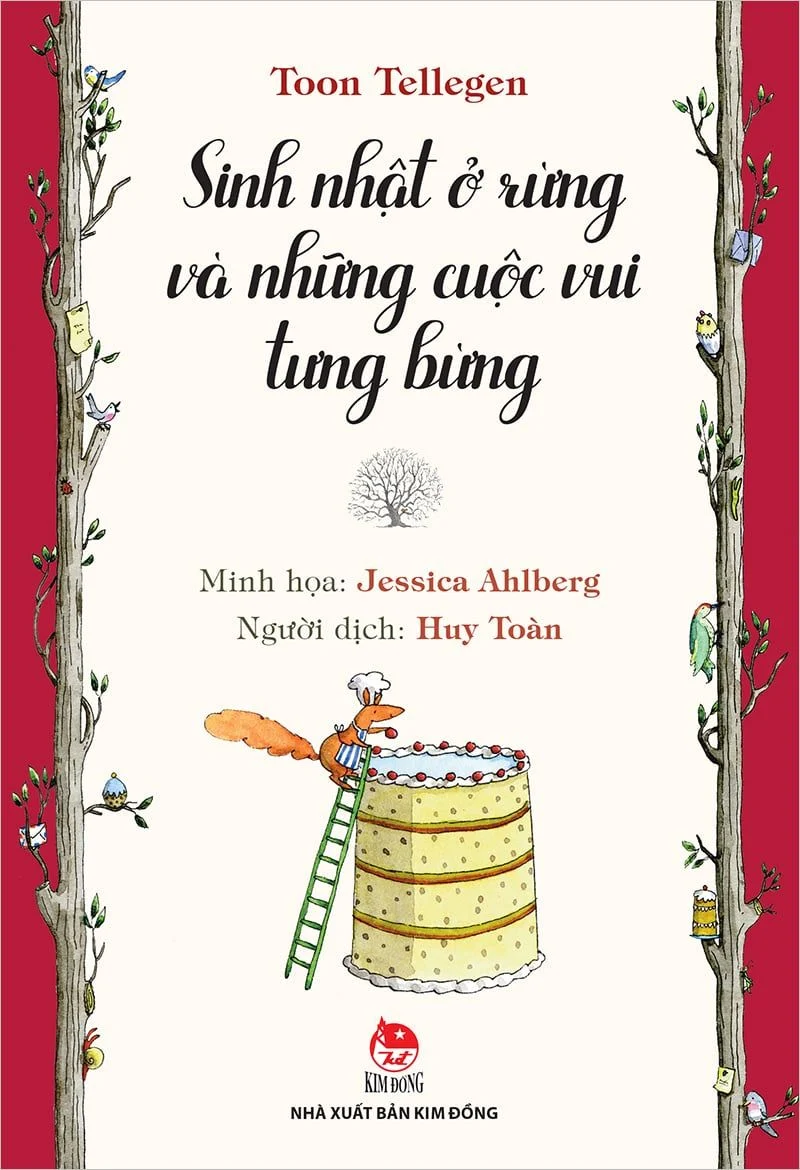 Toon Tellegen
Sinh nhật ở rừng
và những cuộc vui
tưng bừng
Minh họa: Jessica Ahlberg
Người dịch: Huy Toàn
KIM ĐỒNG
NHÀ XUẤT BẢN KIM ĐỒNG